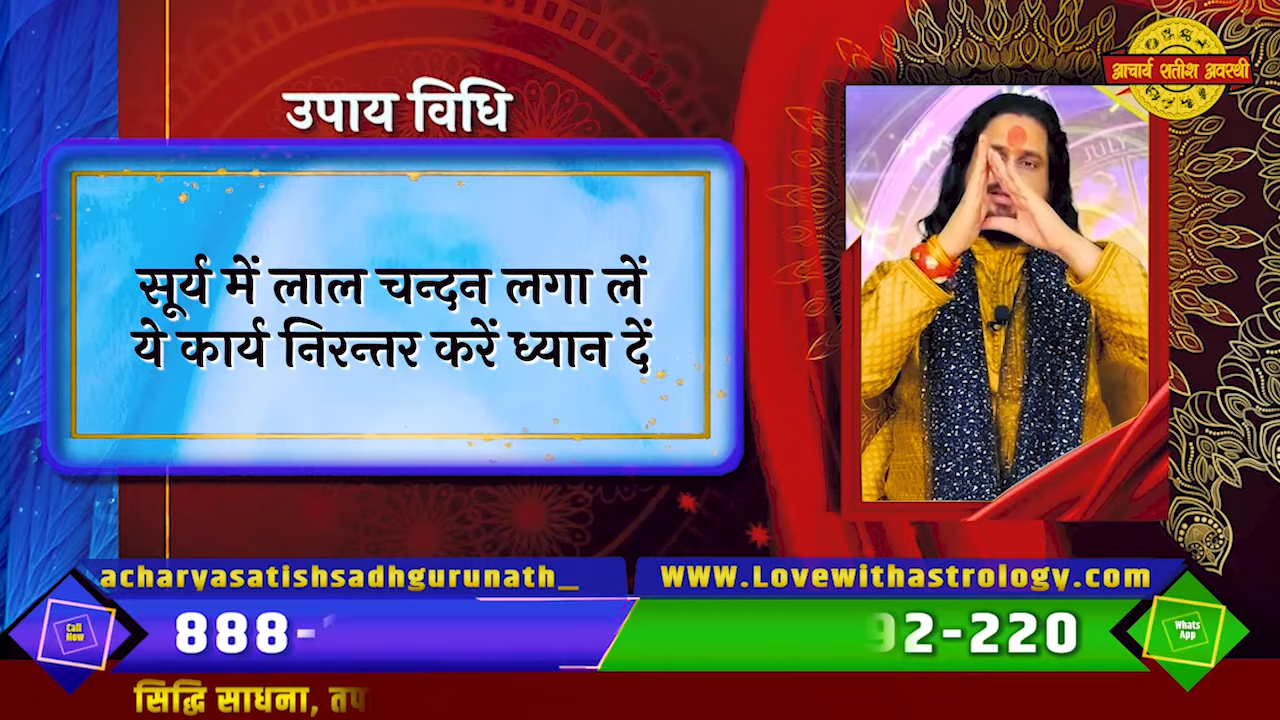 आचार्य सतीश अवस्थी
उपाय विधि
सूर्य में लाल चन्दन लगा लें
ये कार्य निरन्तर करें ध्यान दें
JULY
acharyasatishsadhgurunath_
WWW.Lovewithastrology.com
Call Now
888-
92-220
Whats App
सिद्धि साधना,